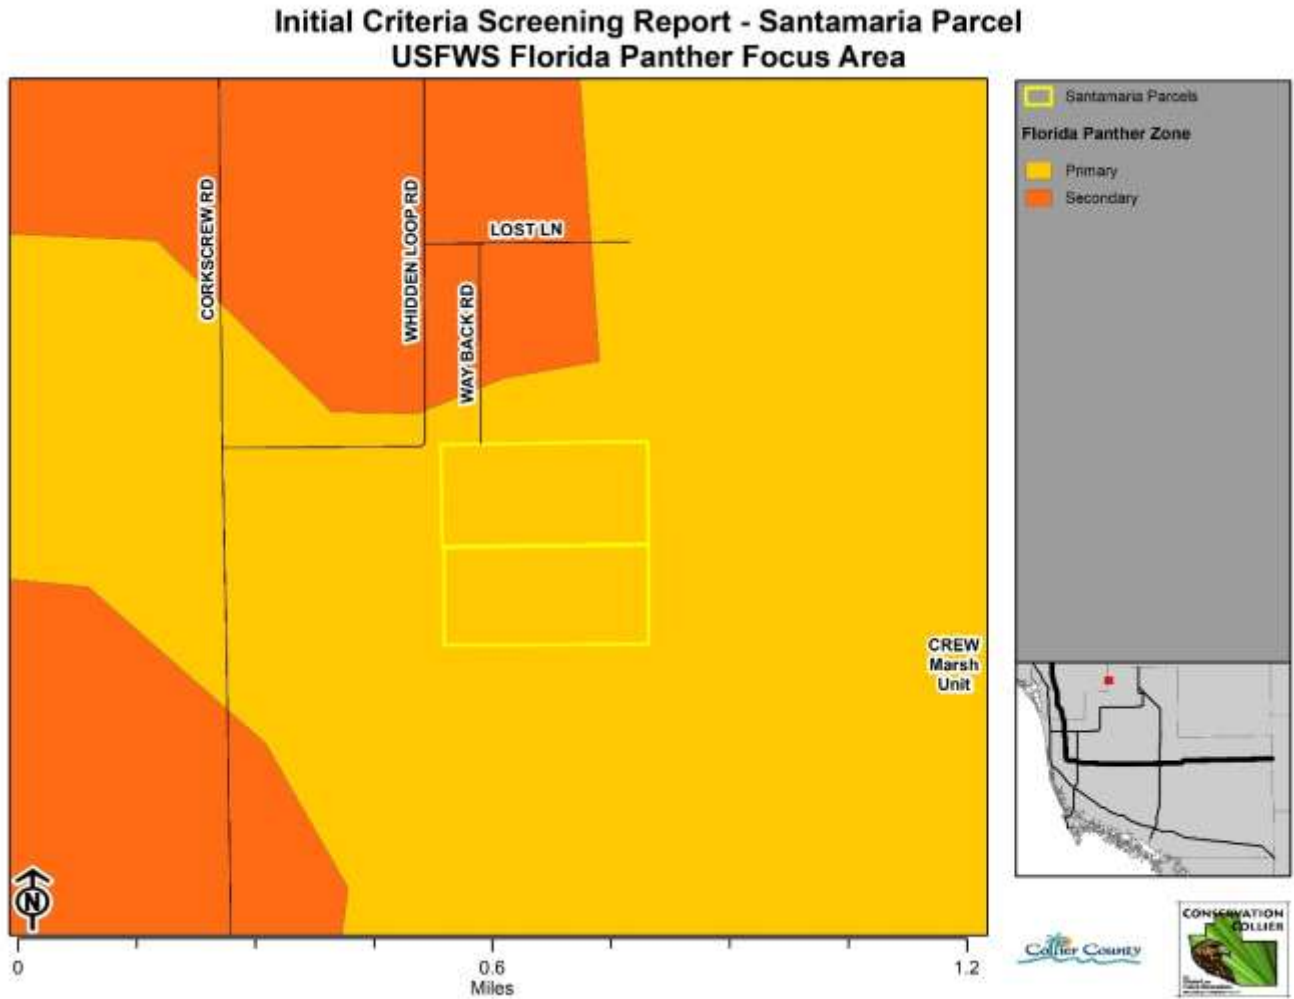 Initial Criteria Screening Report - Santamaria Parcel
USFWS Florida Panther Focus Area
CORKSCREW RD
WHIDDEN LOOP RD
LOST LN
WAY BACK RD
CREW
Marsh
Unit
N
0
0.6
1.2
Miles
Santamaria Parcels
Florida Panther Zone
Primary
Secondary
Collier County
CONSERVATION
COLLIER